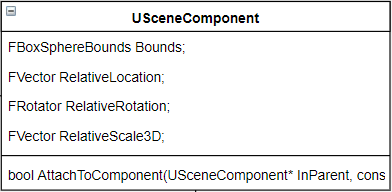 USceneComponent
FBoxSphereBounds Bounds;
FVector RelativeLocation;
FRotator RelativeRotation;
FVector RelativeScale3D;
bool AttachToComponent(USceneComponent* InParent, cons